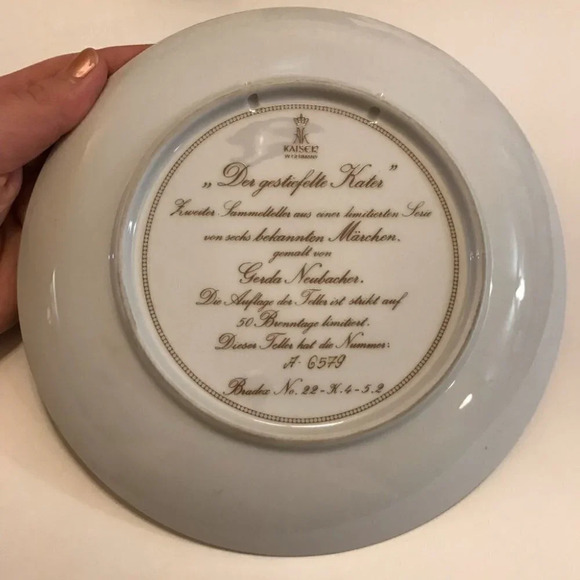 KAISER
W. GERMANY
„Der gestiefelte Kater”
Zweiter Sammelteller aus einer limitierten Serie
von sechs bekannten Märchen.
gemalt von
Gerda Neubacher.
Die Auflage der Teller ist strikt auf
50 Brenntage limitiert.
Dieser Teller hat die Nummer:
A-6579
Bradex No. 22-K.4-5.2